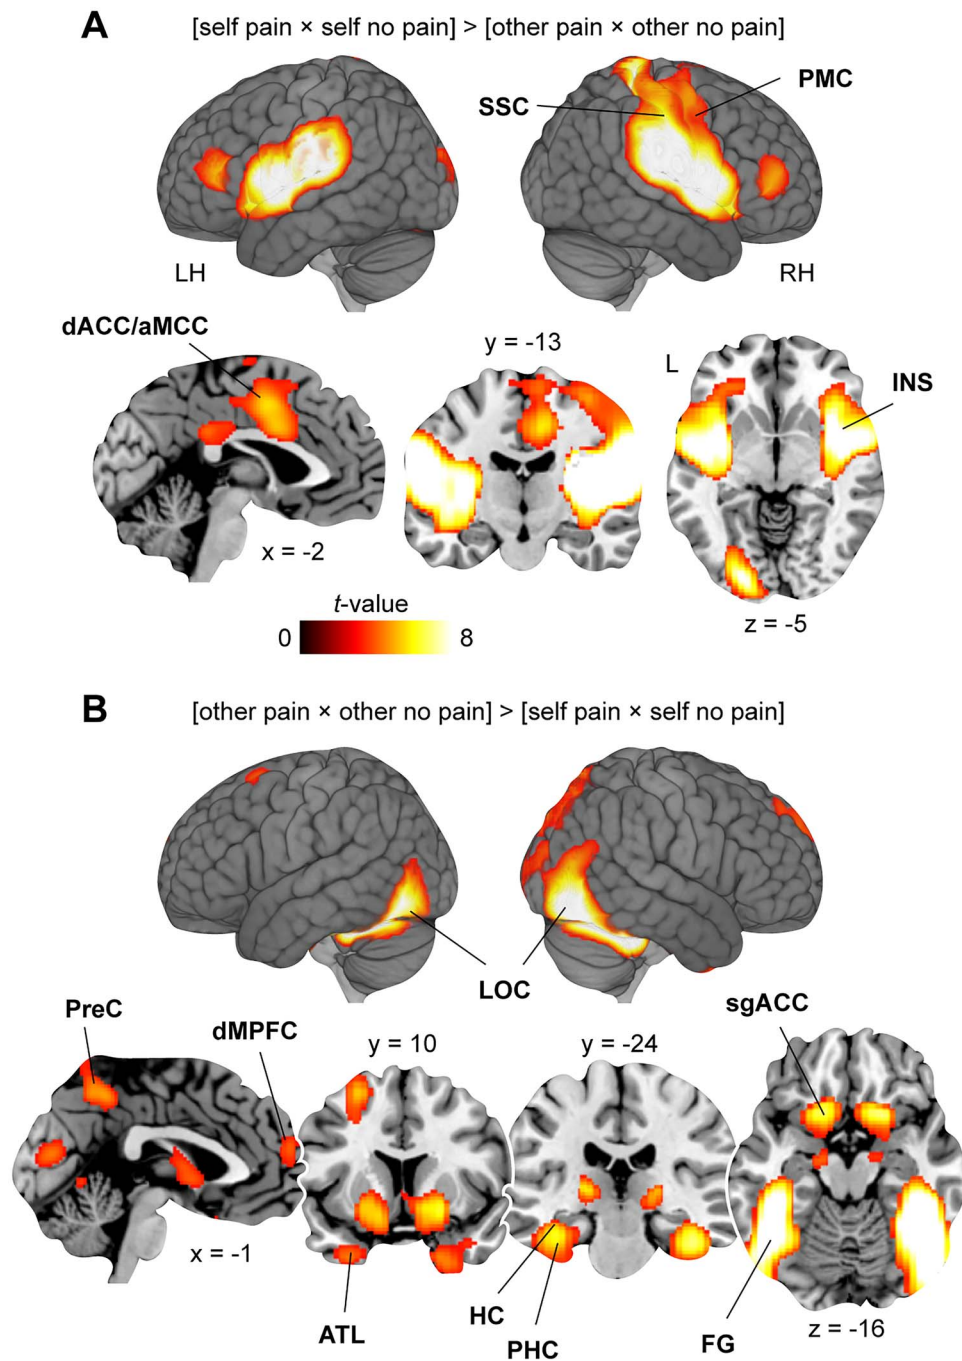 A
[self pain × self no pain] > [other pain × other no pain]
PMC
SSC
LH
RH
dACC/aMCC
y = -13
L
INS
x = -2
t-value
0
8
z = -5
B
[other pain × other no pain] > [self pain × self no pain]
LOC
PreC
dMPFC
sgACC
y = 10
y = -24
x = -1
ATL
HC
PHC
FG
z = -16